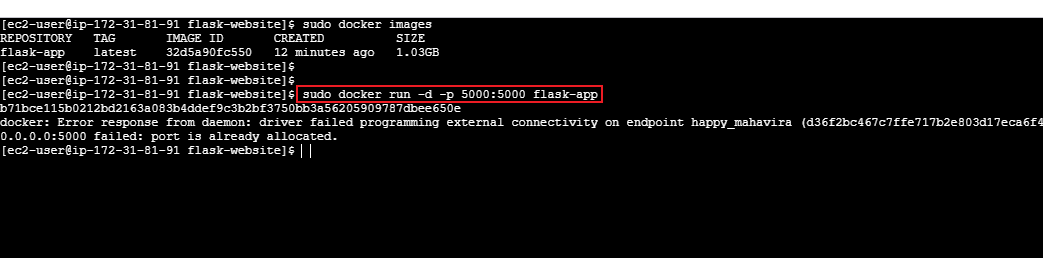 [ec2-user@ip-172-31-81-91 flask-website]$ sudo docker images
REPOSITORY TAG IMAGE ID CREATED SIZE
flask-app latest 32d5a90fc550 12 minutes ago 1.03GB
[ec2-user@ip-172-31-81-91 flask-website]$
[ec2-user@ip-172-31-81-91 flask-website]$
[ec2-user@ip-172-31-81-91 flask-website]$ sudo docker run -d -p 5000:5000 flask-app
b71bce115b0212bd2163a083b4ddef9c3b2bf3750bb3a56205909787dbee650e
docker: Error response from daemon: driver failed programming external connectivity on endpoint happy_mahavira (d36f2bc467c7ffe717b2e803d17eca6f4
0.0.0.0:5000 failed: port is already allocated.
[ec2-user@ip-172-31-81-91 flask-website]$